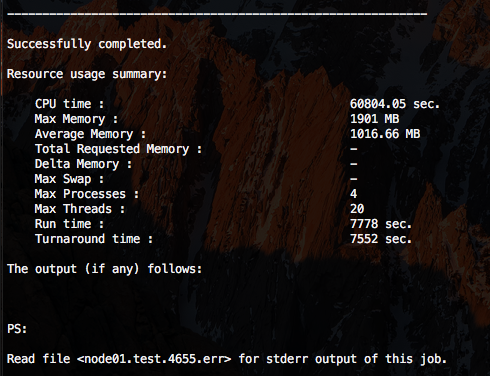 ------------------------------------------------------------
Successfully completed.
Resource usage summary:
CPU time : 60804.05 sec.
Max Memory : 1901 MB
Average Memory : 1016.66 MB
Total Requested Memory : -
Delta Memory : -
Max Swap : -
Max Processes : 4
Max Threads : 20
Run time : 7778 sec.
Turnaround time : 7552 sec.
The output (if any) follows:
PS:
Read file <node01.test.4655.err> for stderr output of this job.